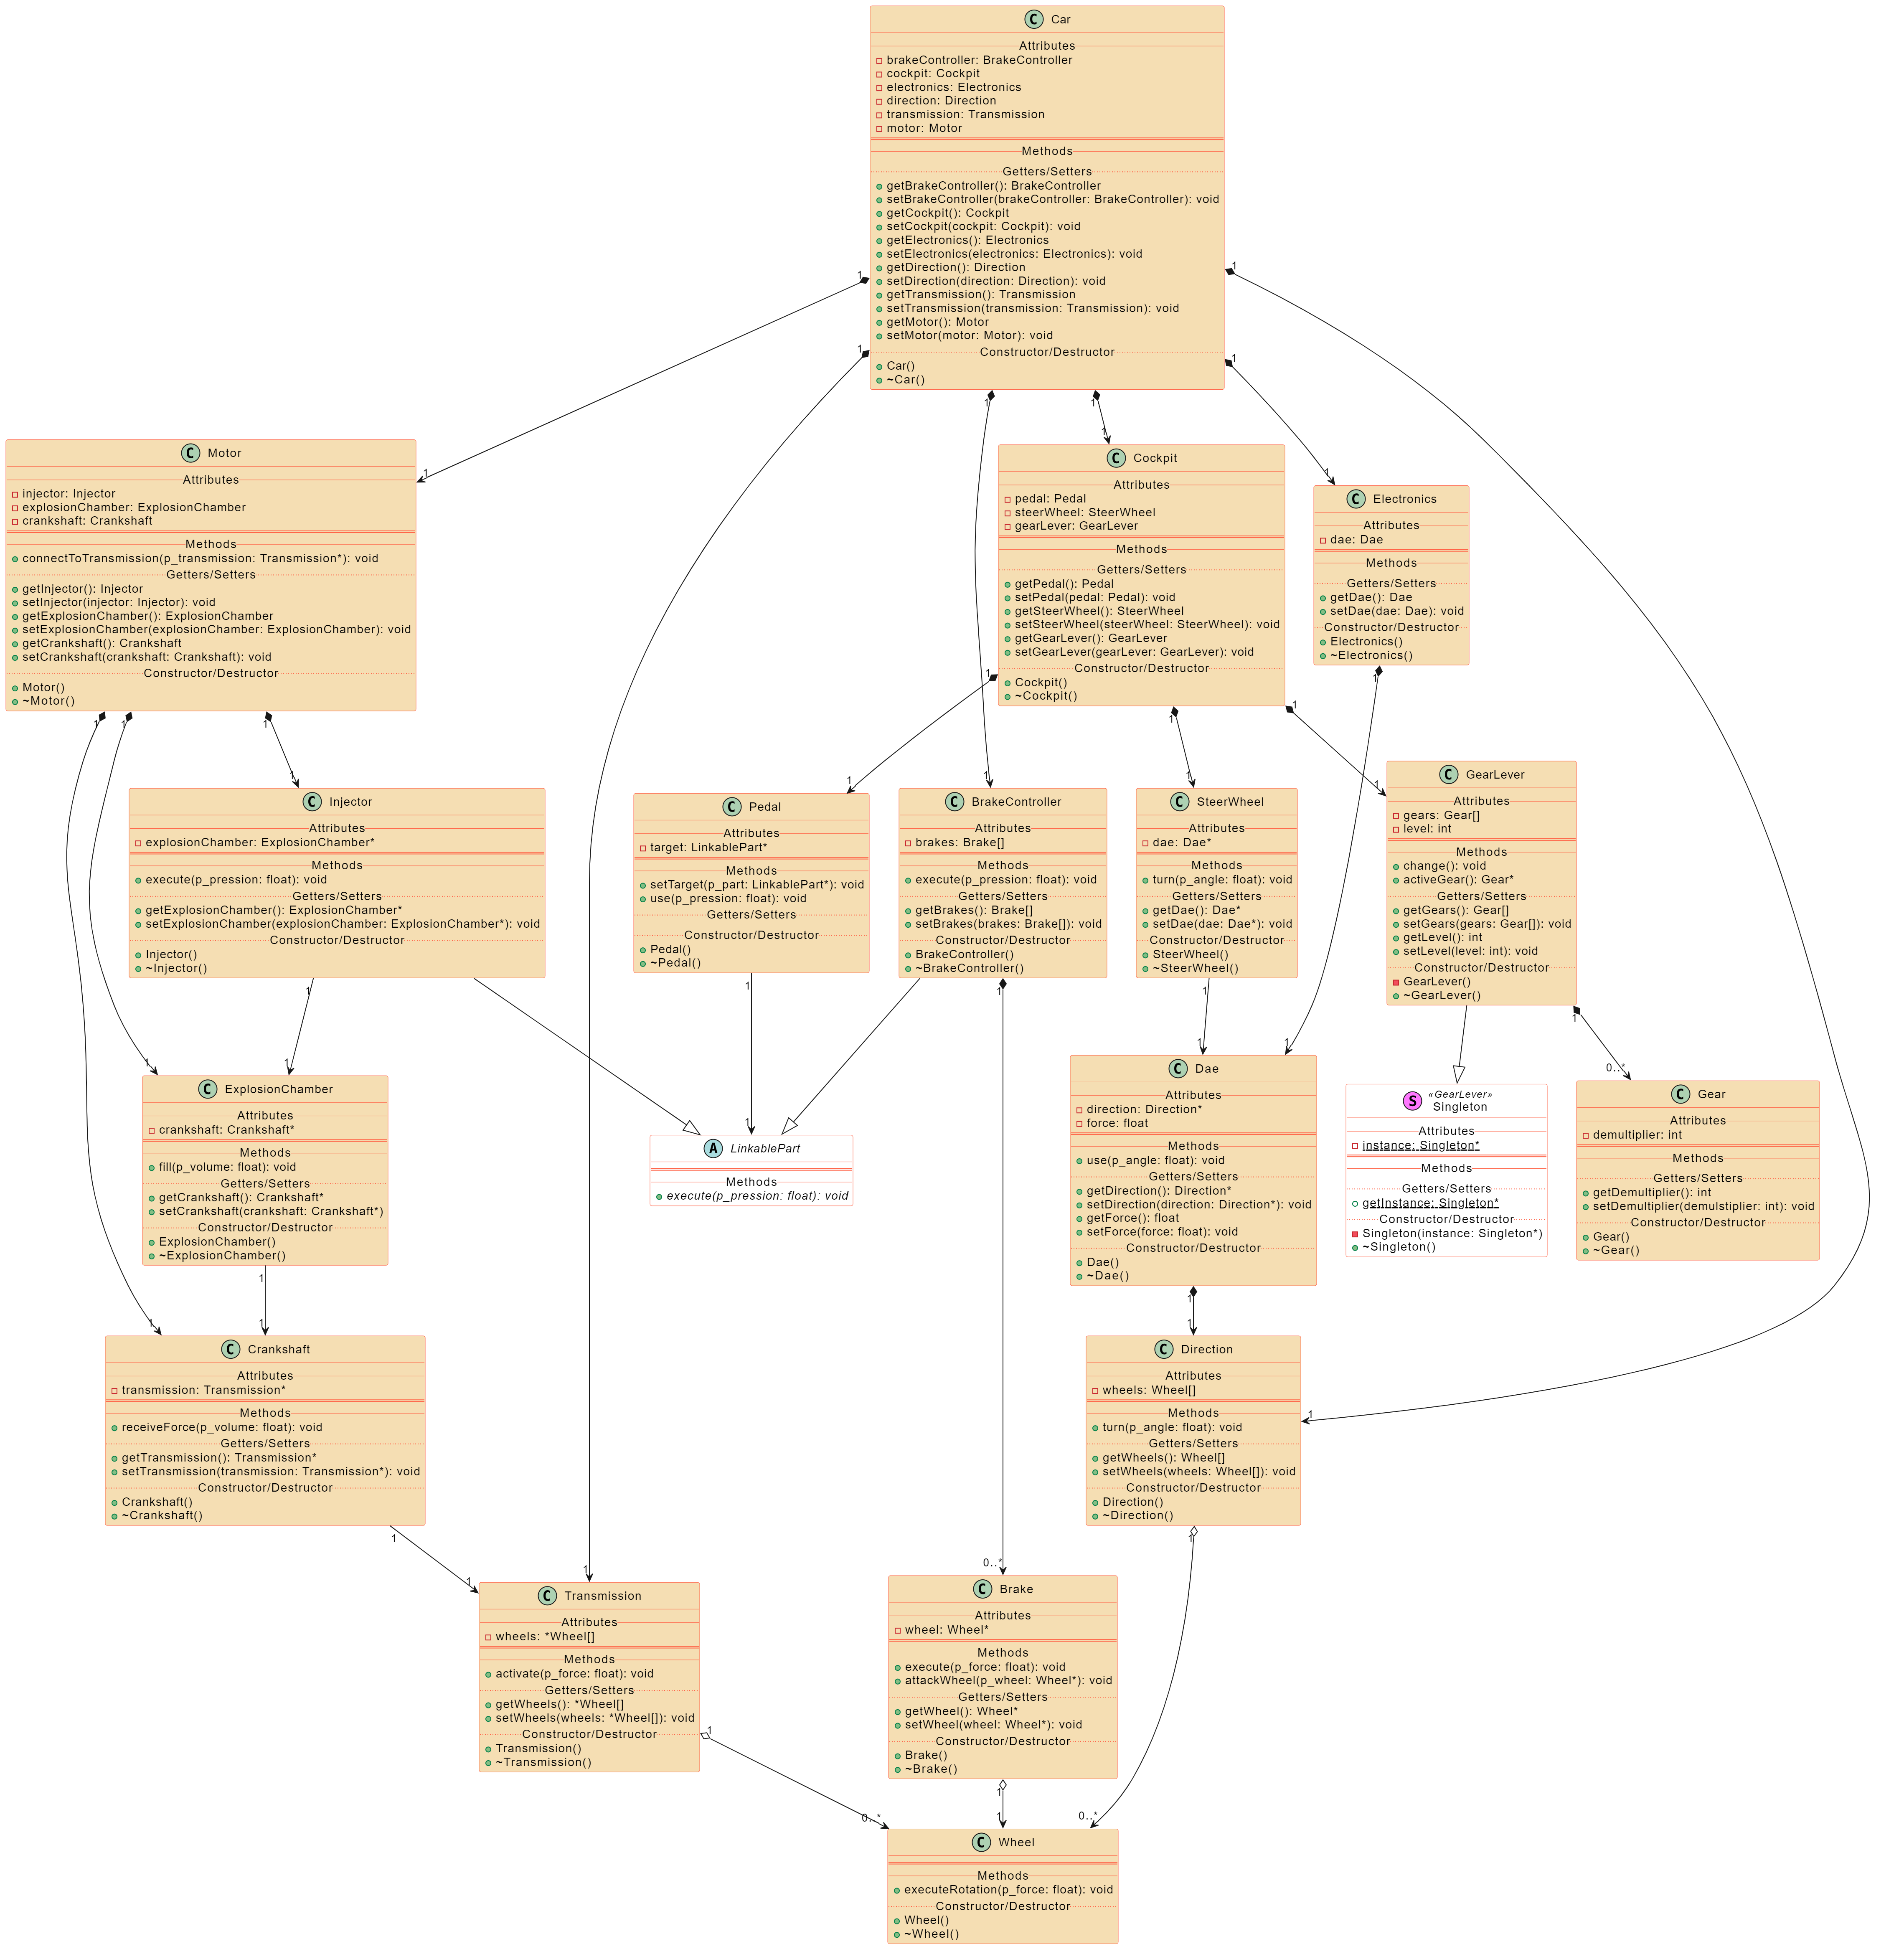 Car
Attributes
brakeController: BrakeController
cockpit: Cockpit
electronics: Electronics
direction: Direction
transmission: Transmission
motor: Motor
Methods
Getters/Setters
getBrakeController(): BrakeController
setBrakeController(brakeController: BrakeController): void
getCockpit(): Cockpit
setCockpit(cockpit: Cockpit): void
getElectronics(): Electronics
setElectronics(electronics: Electronics): void
getDirection(): Direction
setDirection(direction: Direction): void
getTransmission(): Transmission
setTransmission(transmission: Transmission): void
getMotor(): Motor
setMotor(motor: Motor): void
Constructor/Destructor
Car()
~Car()
1
1
1
1
1
1
Motor
Attributes
injector: Injector
explosionChamber: ExplosionChamber
crankshaft: Crankshaft
Methods
connectToTransmission(p_transmission: Transmission*): void
Getters/Setters
getInjector(): Injector
setInjector(injector: Injector): void
getExplosionChamber(): ExplosionChamber
setExplosionChamber(explosionChamber: ExplosionChamber): void
getCrankshaft(): Crankshaft
setCrankshaft(crankshaft: Crankshaft): void
Constructor/Destructor
Motor()
~Motor()
1
1
1
1
Cockpit
Attributes
pedal: Pedal
steerWheel: SteerWheel
gearLever: GearLever
Methods
Getters/Setters
getPedal(): Pedal
setPedal(pedal: Pedal): void
getSteerWheel(): SteerWheel
setSteerWheel(steerWheel: SteerWheel): void
getGearLever(): GearLever
setGearLever(gearLever: GearLever): void
Constructor/Destructor
Cockpit()
~Cockpit()
1
1
1
1
Electronics
Attributes
dae: Dae
Methods
Getters/Setters
getDae(): Dae
setDae(dae: Dae): void
Constructor/Destructor
Electronics()
~Electronics()
1
1
Injector
Attributes
explosionChamber: ExplosionChamber*
Methods
execute(p_pression: float): void
Getters/Setters
getExplosionChamber(): ExplosionChamber*
setExplosionChamber(explosionChamber: ExplosionChamber*): void
Constructor/Destructor
Injector()
~Injector()
1
1
Pedal
Attributes
target: LinkablePart*
Methods
setTarget(p_part: LinkablePart*): void
use(p_pression: float): void
Getters/Setters
Constructor/Destructor
Pedal()
~Pedal()
1
1
BrakeController
Attributes
brakes: Brake[]
Methods
execute(p_pression: float): void
Getters/Setters
getBrakes(): Brake[]
setBrakes(brakes: Brake[]): void
Constructor/Destructor
BrakeController()
~BrakeController()
1
1
SteerWheel
Attributes
dae: Dae*
Methods
turn(p_angle: float): void
Getters/Setters
getDae(): Dae*
setDae(dae: Dae*): void
Constructor/Destructor
SteerWheel()
~SteerWheel()
1
1
GearLever
Attributes
gears: Gear[]
level: int
Methods
change(): void
activeGear(): Gear*
Getters/Setters
getGears(): Gear[]
setGears(gears: Gear[]): void
getLevel(): int
setLevel(level: int): void
Constructor/Destructor
GearLever()
~GearLever()
1
1
ExplosionChamber
Attributes
crankshaft: Crankshaft*
Methods
fill(p_volume: float): void
Getters/Setters
getCrankshaft(): Crankshaft*
setCrankshaft(crankshaft: Crankshaft*)
Constructor/Destructor
ExplosionChamber()
~ExplosionChamber()
1
1
1
LinkablePart
Methods
execute(p_pression: float): void
1
Dae
Attributes
direction: Direction*
force: float
Methods
use(p_angle: float): void
Getters/Setters
getDirection(): Direction*
setDirection(direction: Direction*): void
getForce(): float
setForce(force: float): void
Constructor/Destructor
Dae()
~Dae()
1
1
«GearLever»
Singleton
Attributes
instance: Singleton*
Methods
Getters/Setters
getInstance: Singleton*
Constructor/Destructor
Singleton(instance: Singleton*)
~Singleton()
0..*
Gear
Attributes
demultiplier: int
Methods
Getters/Setters
getDemultiplier(): int
setDemultiplier(demulstiplier: int): void
Constructor/Destructor
Gear()
~Gear()
1
1
Crankshaft
Attributes
transmission: Transmission*
Methods
receiveForce(p_volume: float): void
Getters/Setters
getTransmission(): Transmission*
setTransmission(transmission: Transmission*): void
Constructor/Destructor
Crankshaft()
~Crankshaft()
1
1
Direction
Attributes
wheels: Wheel[]
Methods
turn(p_angle: float): void
Getters/Setters
getWheels(): Wheel[]
setWheels(wheels: Wheel[]): void
Constructor/Destructor
Direction()
~Direction()
1
1
Transmission
Attributes
wheels: *Wheel[]
Methods
activate(p_force: float): void
Getters/Setters
getWheels(): *Wheel[]
setWheels(wheels: *Wheel[]): void
Constructor/Destructor
Transmission()
~Transmission()
1
0..*
0..*
Brake
Attributes
wheel: Wheel*
Methods
execute(p_force: float): void
attackWheel(p_wheel: Wheel*): void
Getters/Setters
getWheel(): Wheel*
setWheel(wheel: Wheel*): void
Constructor/Destructor
Brake()
~Brake()
1
1
0..*
Wheel
Methods
executeRotation(p_force: float): void
Constructor/Destructor
Wheel()
~Wheel()